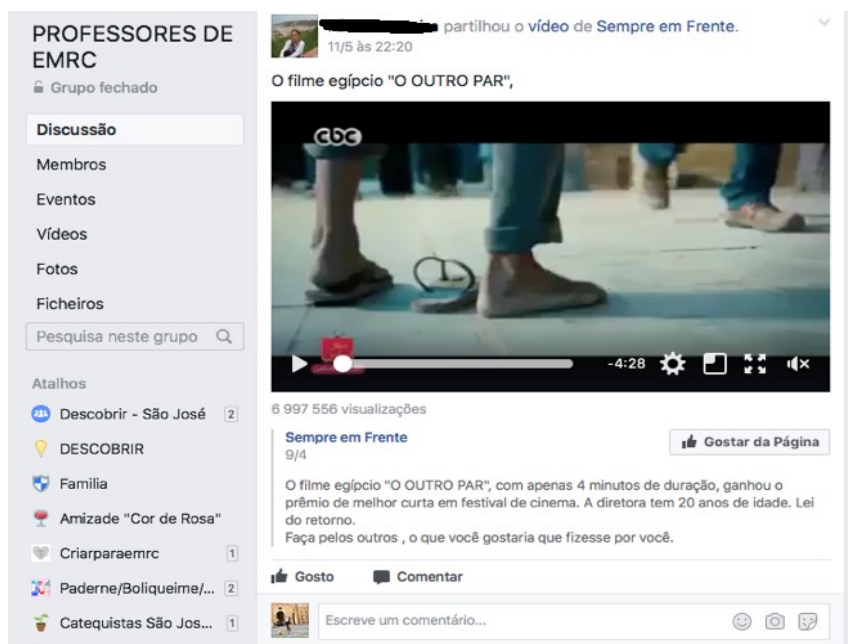 PROFESSORES DE
EMRC
Grupo fechado
Discussão
Membros
Eventos
Vídeos
Fotos
Ficheiros
Pesquisa neste grupo
Atalhos
Descobrir - São José 2
DESCOBRIR
Familia
Amizade "Cor de Rosa"
Criarparaemrc 1
Paderne/Boliqueime/... 2
Catequistas São Jos... 1
partilhou o vídeo de Sempre em Frente.
11/5 às 22:20
O filme egípcio "O OUTRO PAR",
cbc
-4:28
6 997 556 visualizações
Sempre em Frente
9/4
Gostar da Página
O filme egípcio "O OUTRO PAR", com apenas 4 minutos de duração, ganhou o
prêmio de melhor curta em festival de cinema. A diretora tem 20 anos de idade. Lei
do retorno.
Faça pelos outros , o que você gostaria que fizesse por você.
Gosto
Comentar
Escreve um comentário...